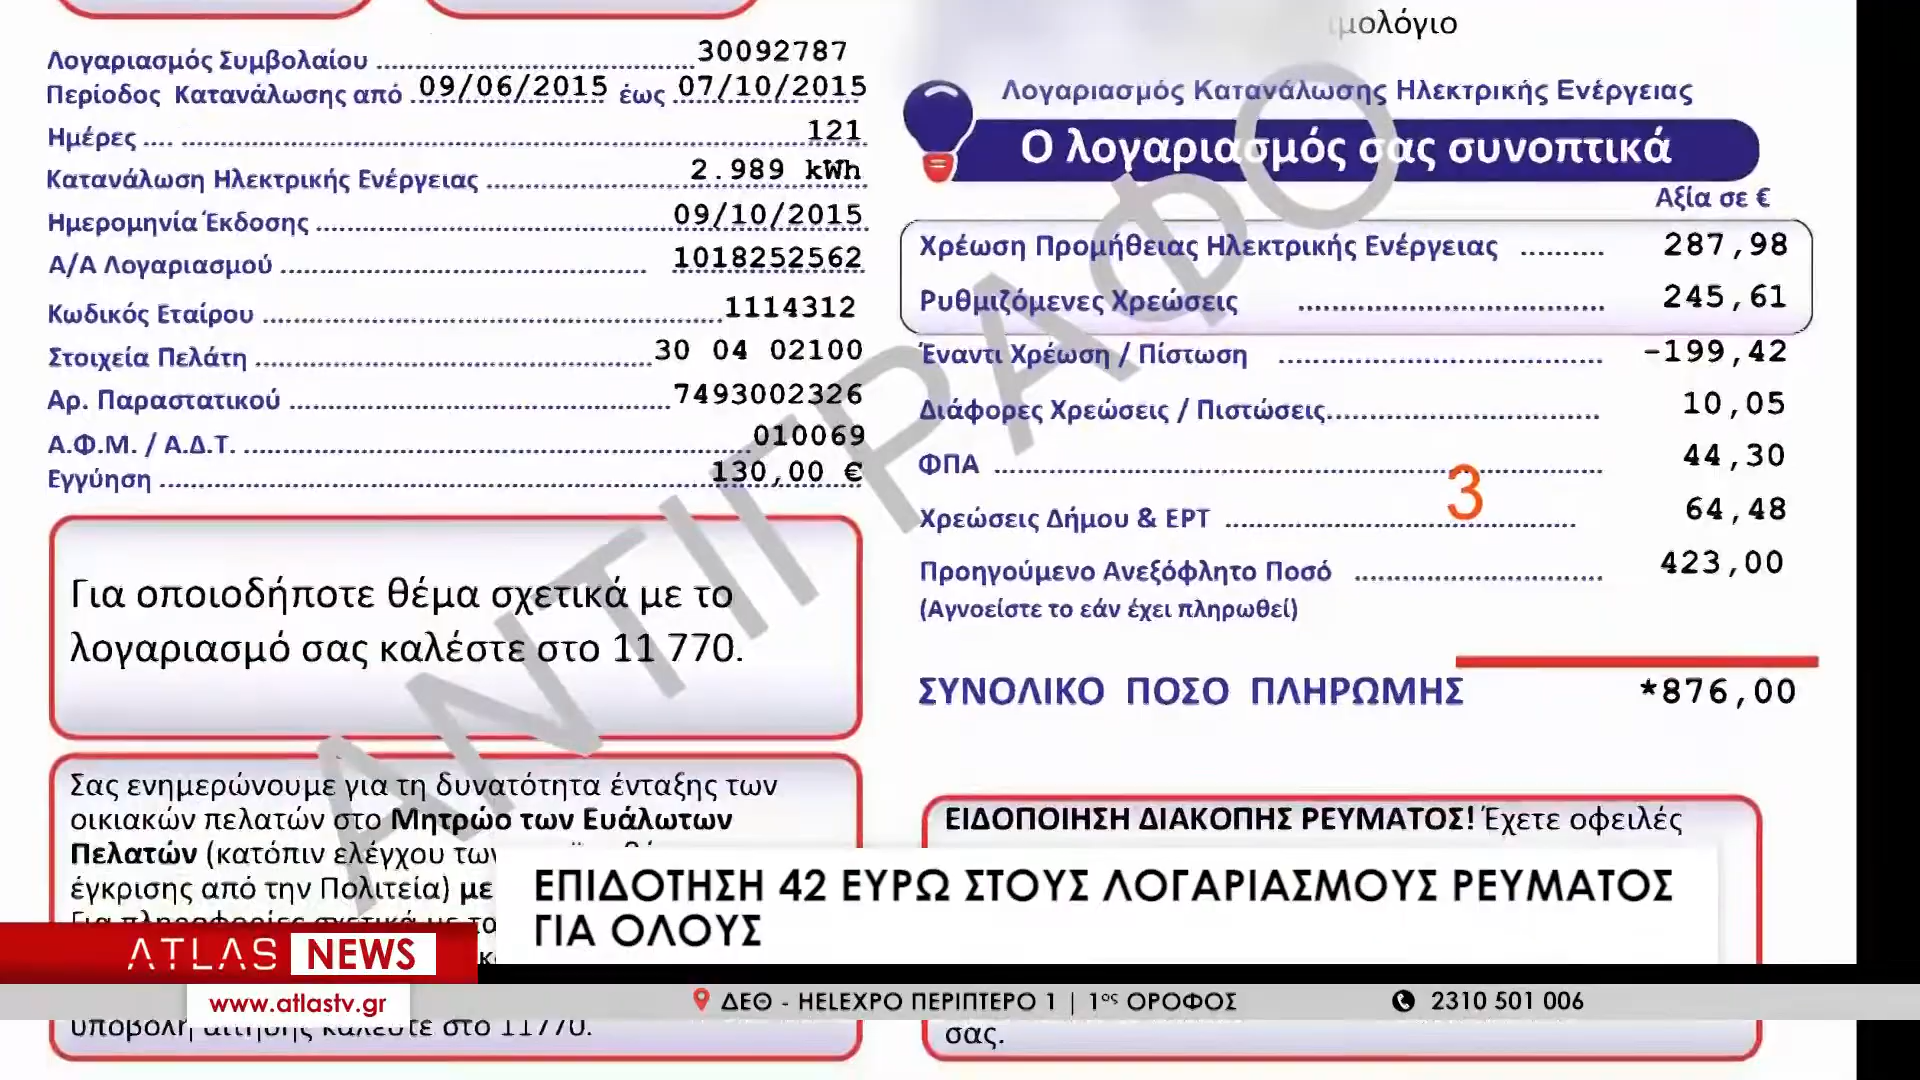 ιμολόγιο
Λογαριασμός Συμβολαίου 30092787
Περίοδος Κατανάλωσης από 09/06/2015 έως 07/10/2015
Ημέρες 121
Κατανάλωση Ηλεκτρικής Ενέργειας 2.989 kWh
Ημερομηνία Έκδοσης 09/10/2015
Α/Α Λογαριασμού 1018252562
Κωδικός Εταίρου 1114312
Στοιχεία Πελάτη 30 04 02100
Αρ. Παραστατικού 7493002326
Α.Φ.Μ. / Α.Δ.Τ. 010069
Εγγύηση 130,00 €
Για οποιοδήποτε θέμα σχετικά με το
λογαριασμό σας καλέστε στο 11 770.
Σας ενημερώνουμε για τη δυνατότητα ένταξης των
οικιακών πελατών στο Μητρώο των Ευάλωτων
Πελατών (κατόπιν ελέγχου των
έγκρισης από την Πολιτεία) με
υποβολή αίτησης καλέστε στο 11770.
Λογαριασμός Κατανάλωσης Ηλεκτρικής Ενέργειας
Ο λογαριασμός σας συνοπτικά
Αξία σε €
Χρέωση Προμήθειας Ηλεκτρικής Ενέργειας 287,98
Ρυθμιζόμενες Χρεώσεις 245,61
Έναντι Χρέωση / Πίστωση -199,42
Διάφορες Χρεώσεις / Πιστώσεις 10,05
ΦΠΑ 44,30
3
Χρεώσεις Δήμου & ΕΡΤ 64,48
Προηγούμενο Ανεξόφλητο Ποσό 423,00
(Αγνοείστε το εάν έχει πληρωθεί)
ΣΥΝΟΛΙΚΟ ΠΟΣΟ ΠΛΗΡΩΜΗΣ *876,00
ΕΙΔΟΠΟΙΗΣΗ ΔΙΑΚΟΠΗΣ ΡΕΥΜΑΤΟΣ! Έχετε οφειλές
σας.
ΑΝΤΙΓΡΑΦΟ
ΕΠΙΔΟΤΗΣΗ 42 ΕΥΡΩ ΣΤΟΥΣ ΛΟΓΑΡΙΑΣΜΟΥΣ ΡΕΥΜΑΤΟΣ
ΓΙΑ ΟΛΟΥΣ
ATLAS NEWS
www.atlastv.gr
ΔΕΘ - HELEXPO ΠΕΡΙΠΤΕΡΟ 1 | 1ος ΟΡΟΦΟΣ
2310 501 006